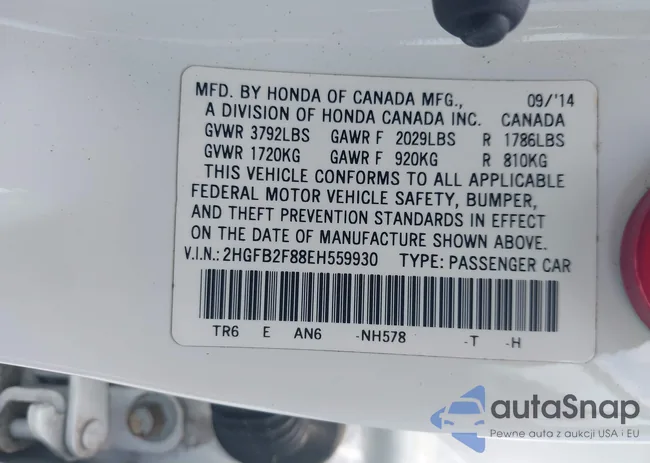 MFD. BY HONDA OF CANADA MFG., 09/'14
A DIVISION OF HONDA CANADA INC. CANADA
GVWR 3792LBS GAWR F 2029LBS R 1786LBS
GVWR 1720KG GAWR F 920KG R 810KG
THIS VEHICLE CONFORMS TO ALL APPLICABLE
FEDERAL MOTOR VEHICLE SAFETY, BUMPER,
AND THEFT PREVENTION STANDARDS IN EFFECT
ON THE DATE OF MANUFACTURE SHOWN ABOVE.
V.I.N.: 2HGFB2F88EH559930 TYPE: PASSENGER CAR
TR6 E AN6 -NH578 -T -H
autaSnap
Pewne auta z aukcji USA i EU